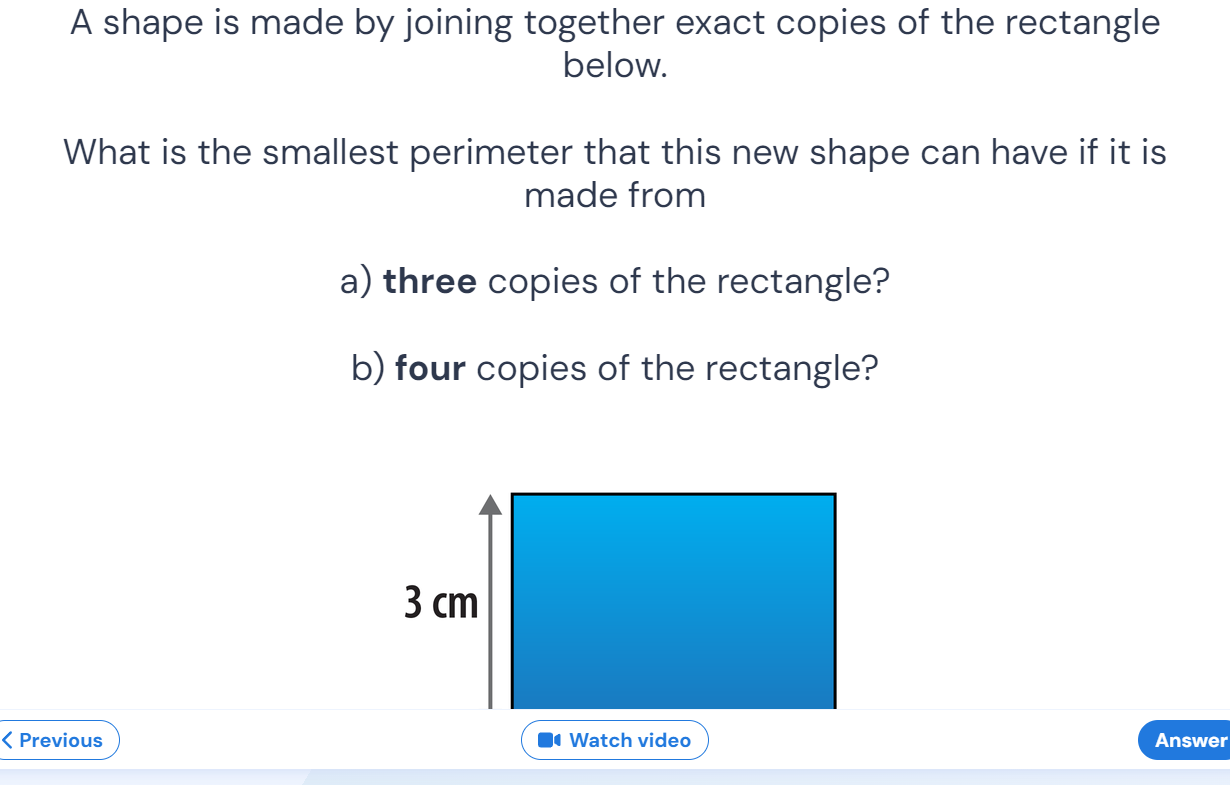 A shape is made by joining together exact copies of the rectangle
below.
What is the smallest perimeter that this new shape can have if it is
made from
a) three copies of the rectangle?
b) four copies of the rectangle?
3 cm
Previous
Watch video
Answer